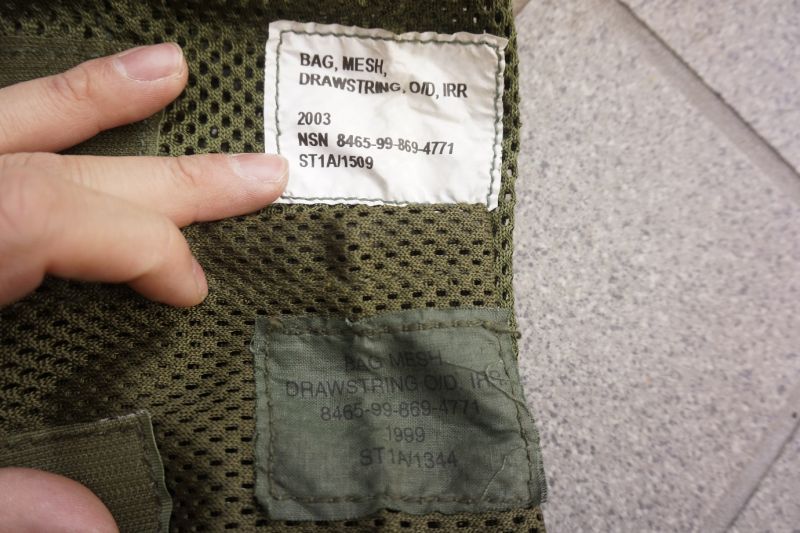 BAG, MESH,
DRAWSTRING, O/D, IRR
2003
NSN 8465-99-869-4771
ST1A/1509
BAG MESH
DRAWSTRING O/D, IRR
8465-99-869-4771
1999
ST1A/1344